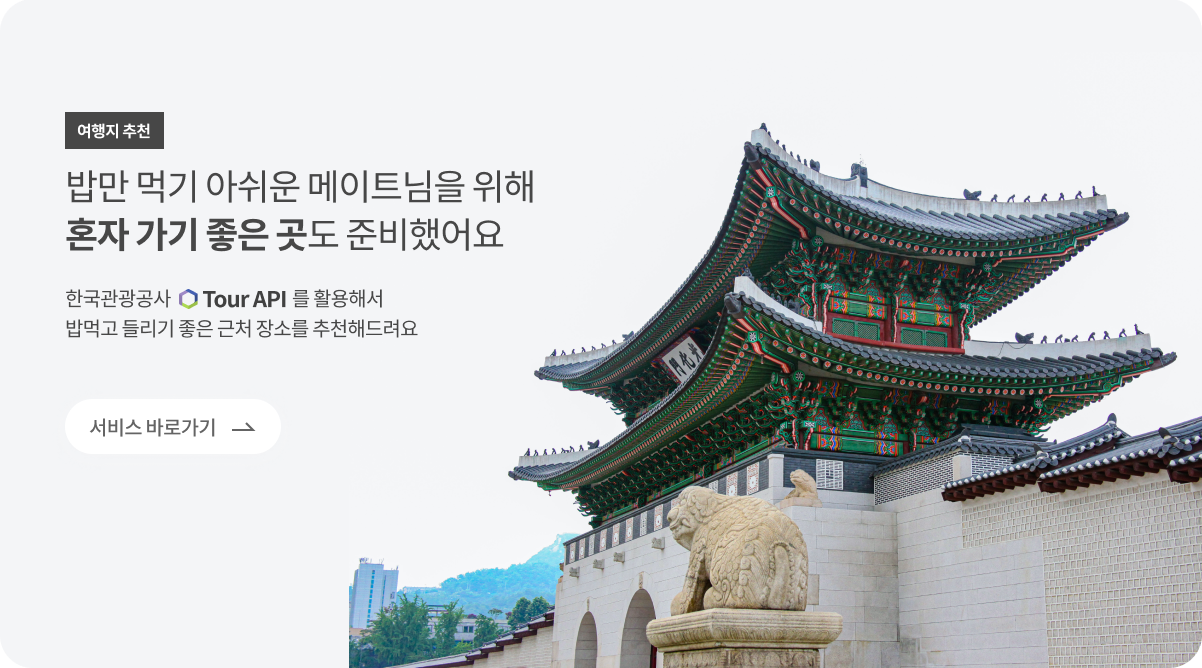 여행지 추천
밥만 먹기 아쉬운 메이트님을 위해
혼자 가기 좋은 곳도 준비했어요
한국관광공사 Tour API 를 활용해서
밥먹고 들리기 좋은 근처 장소를 추천해드려요
서비스 바로가기
門化光